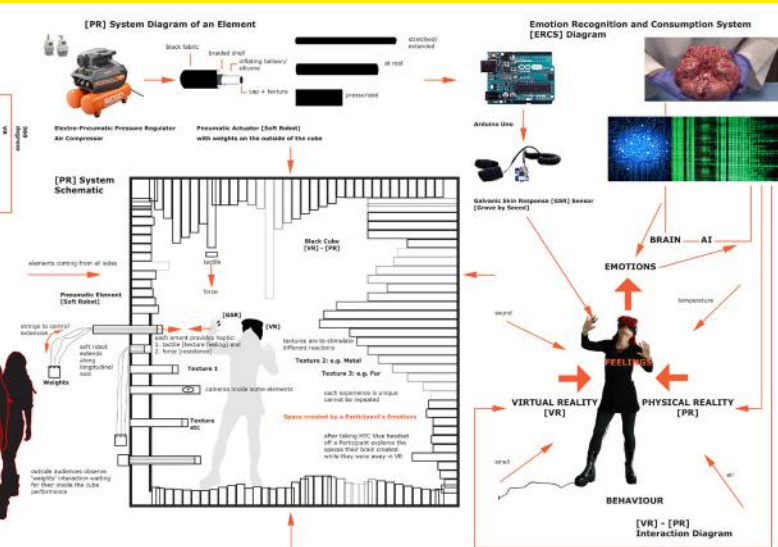 [PR] System Diagram of an Element
black fabric
braided shell
inflating balloon/
silicone
cap + texture
stretched/
extended
at rest
pressurized
Electro-Pneumatic Pressure Regulator
Air Compressor
Pneumatic Actuator [Soft Robot]
with weights on the outside of the cube
Emotion Recognition and Consumption System
[ERCS] Diagram
Arduino Uno
Galvanic Skin Response [GSR] Sensor
[Grove by Seeed]
360
degrees
VR
[PR] System
Schematic
elements coming from all sides
Pneumatic Element
[Soft Robot]
strings to control
extension
soft robot
extends
along
longitudinal
axis
Weights
outside audiences observe
'weights' interaction waiting
for their inside the cube
performance
Black Cube
[VR] - [PR]
tactile
force
[GSR]
[VR]
each ement provides haptic:
1. tactile [texture feeling] and
2. force [resistance]
Texture 1
cameras inside some elements
Texture
etc
textures are to stimulate
different reactions
Texture 2: e.g. Metal
Texture 3: e.g. Fur
each experience is unique
cannot be repeated
Space created by a Participant's Emotions
after taking HTC Vive headset
off a Participant explores the
spaces their brain created
while they were away in VR
BRAIN
AI
EMOTIONS
sound
temperature
FEELINGS
VIRTUAL REALITY
[VR]
PHYSICAL REALITY
[PR]
smell
air
BEHAVIOUR
[VR] - [PR]
Interaction Diagram